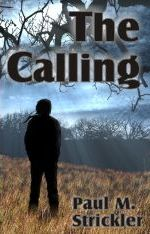 The
Calling
Paul M.
Strickler